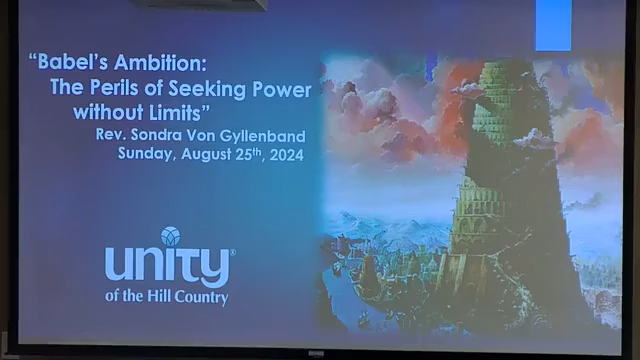 “Babel’s Ambition:
The Perils of Seeking Power
without Limits”
Rev. Sondra Von Gyllenband
Sunday, August 25th, 2024
unity®
of the Hill Country